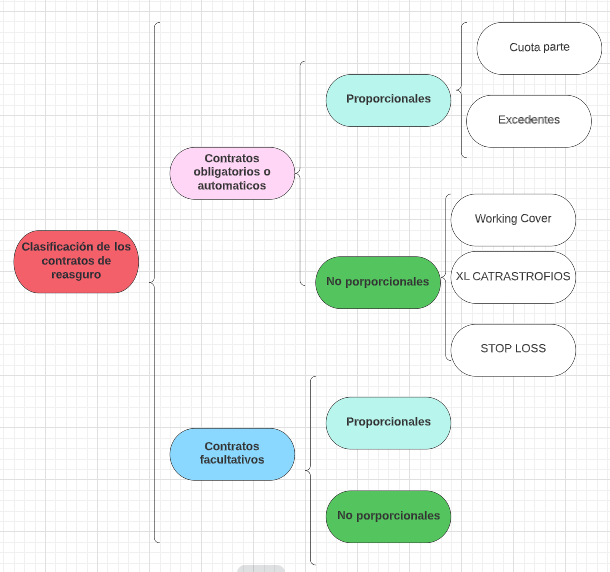 Clasificación de los
contratos de
reasguro
Contratos
obligatorios o
automaticos
Proporcionales
Cuota parte
Excedentes
No porporcionales
Working Cover
XL CATRASTROFIOS
STOP LOSS
Contratos
facultativos
Proporcionales
No porporcionales